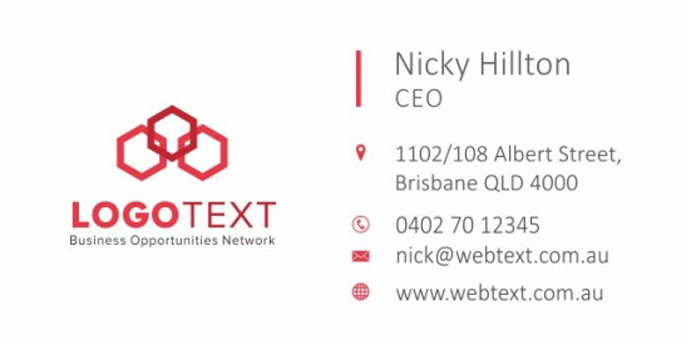 LOGOTEXT
Business Opportunities Network
Nicky Hillton
CEO
1102/108 Albert Street,
Brisbane QLD 4000
0402 70 12345
nick@webtext.com.au
www.webtext.com.au